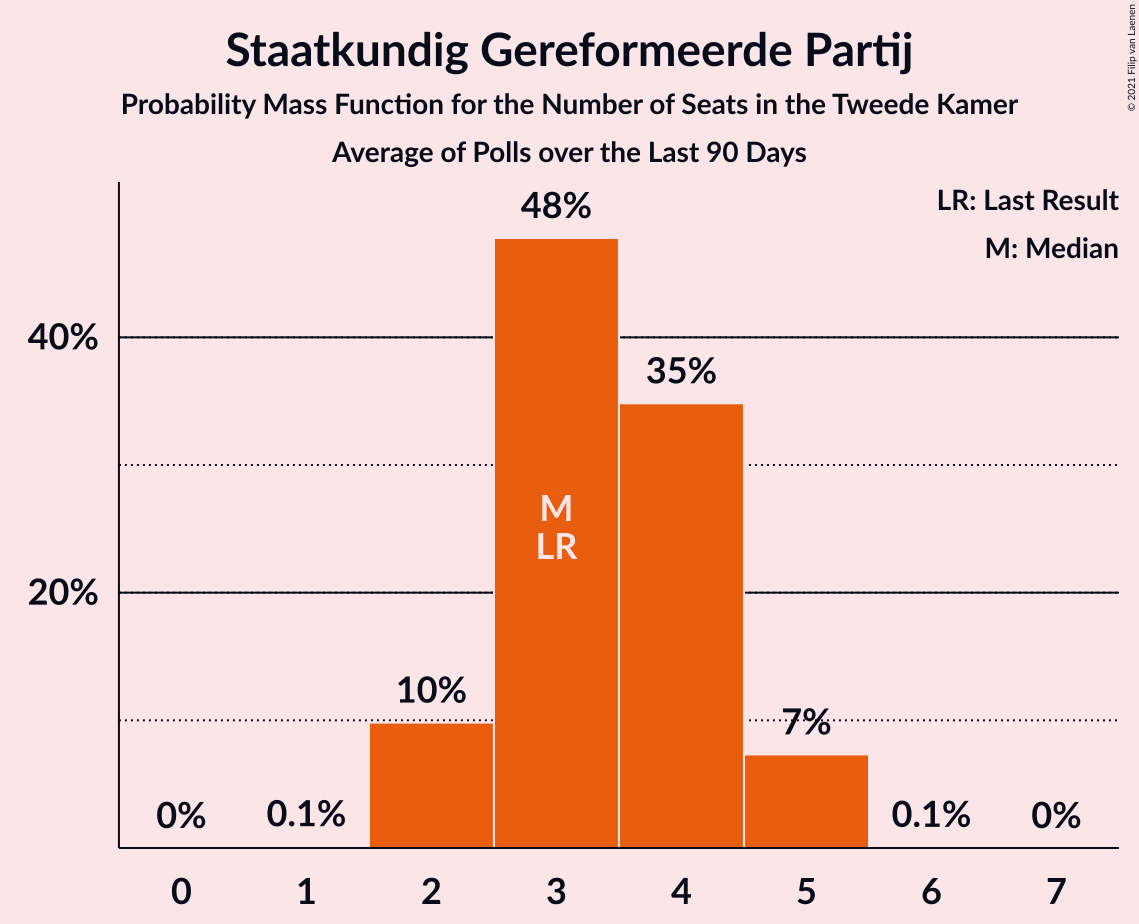 Staatkundig Gereformeerde Partij
Probability Mass Function for the Number of Seats in the Tweede Kamer
Average of Polls over the Last 90 Days
© 2021 Filip van Laenen
LR: Last Result
M: Median
48%
40%
35%
M
LR
20%
10%
7%
0%
0.1%
0.1%
0%
0 1 2 3 4 5 6 7